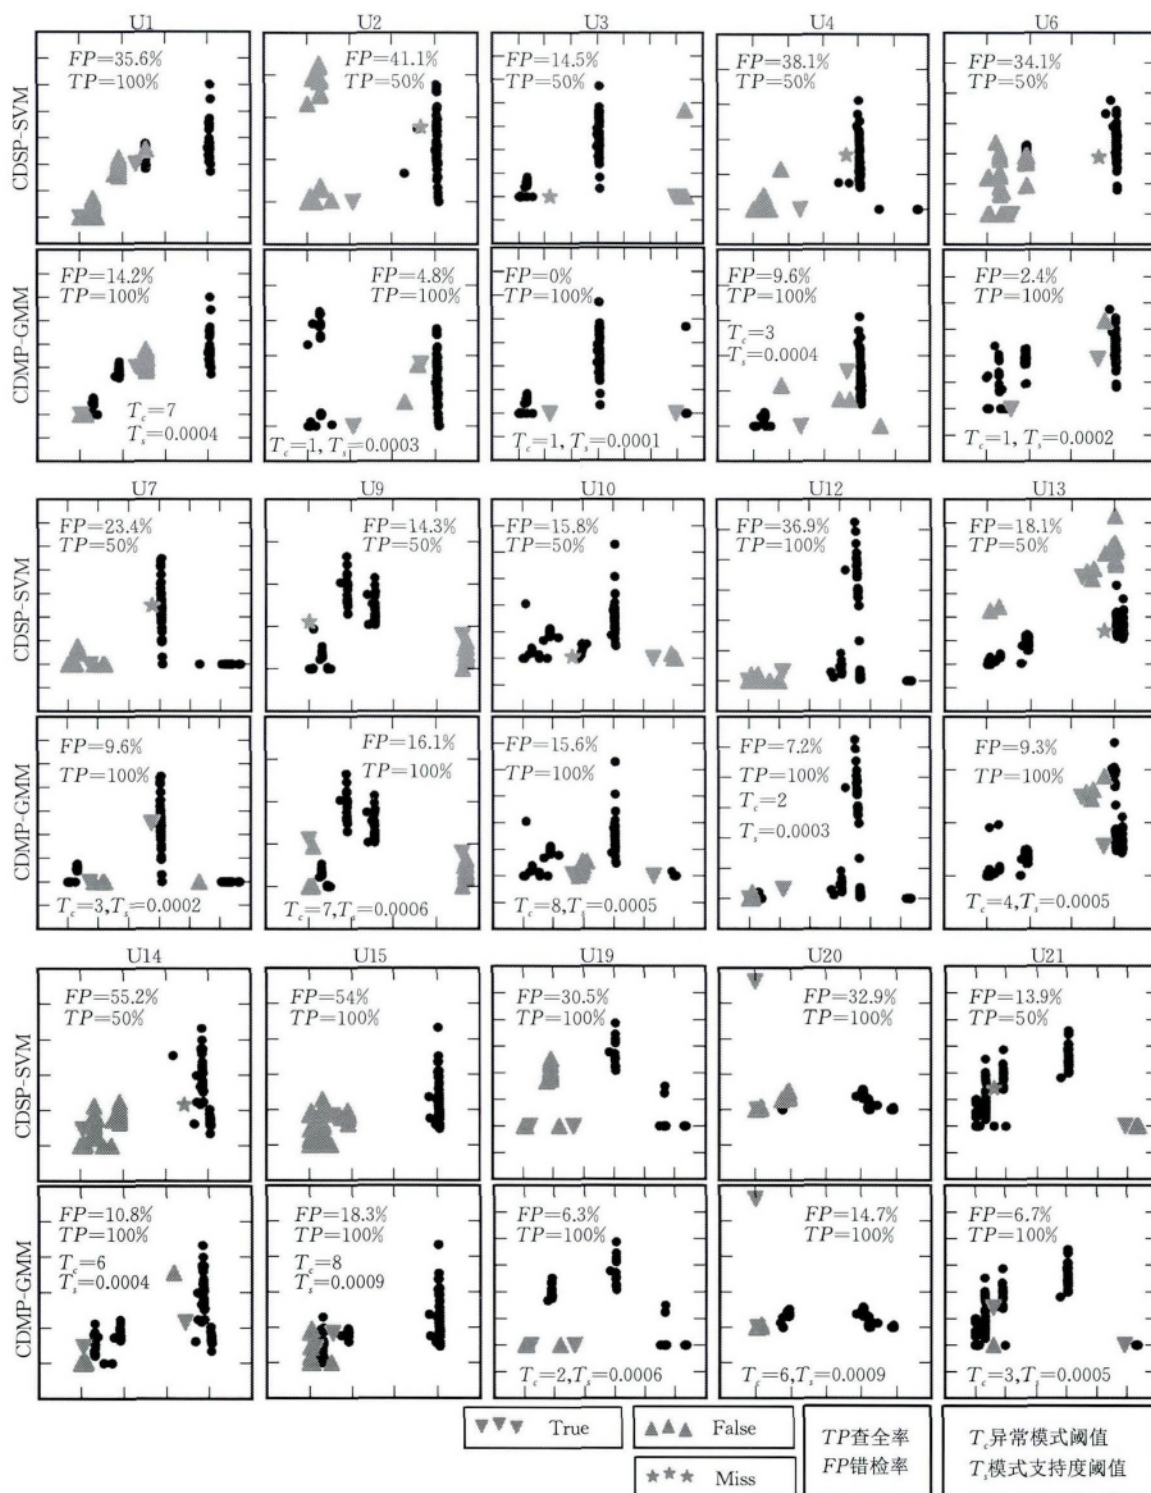 U1
U2
U3
U4
U6
CDSP-SVM
FP=35.6%
TP=100%
FP=41.1%
TP=50%
FP=14.5%
TP=50%
FP=38.1%
TP=50%
FP=34.1%
TP=50%
CDMP-GMM
FP=14.2%
TP=100%
T_c=7
T_s=0.0004
FP=4.8%
TP=100%
T_c=1, T_s=0.0003
FP=0%
TP=100%
T_c=1, T_s=0.0001
FP=9.6%
TP=100%
T_c=3
T_s=0.0004
FP=2.4%
TP=100%
T_c=1, T_s=0.0002
U7
U9
U10
U12
U13
CDSP-SVM
FP=23.4%
TP=50%
FP=14.3%
TP=50%
FP=15.8%
TP=50%
FP=36.9%
TP=100%
FP=18.1%
TP=50%
CDMP-GMM
FP=9.6%
TP=100%
T_c=3,T_s=0.0002
FP=16.1%
TP=100%
T_c=7,T_s=0.0006
FP=15.6%
TP=100%
T_c=8,T_s=0.0005
FP=7.2%
TP=100%
T_c=2
T_s=0.0003
FP=9.3%
TP=100%
T_c=4,T_s=0.0005
U14
U15
U19
U20
U21
CDSP-SVM
FP=55.2%
TP=50%
FP=54%
TP=100%
FP=30.5%
TP=100%
FP=32.9%
TP=100%
FP=13.9%
TP=50%
CDMP-GMM
FP=10.8%
TP=100%
T_c=6
T_s=0.0004
FP=18.3%
TP=100%
T_c=8
T_s=0.0009
FP=6.3%
TP=100%
T_c=2,T_s=0.0006
FP=14.7%
TP=100%
T_c=6,T_s=0.0009
FP=6.7%
TP=100%
T_c=3,T_s=0.0005
True
False
Miss
TP查全率
FP错检率
T_c异常模式阈值
T_s模式支持度阈值